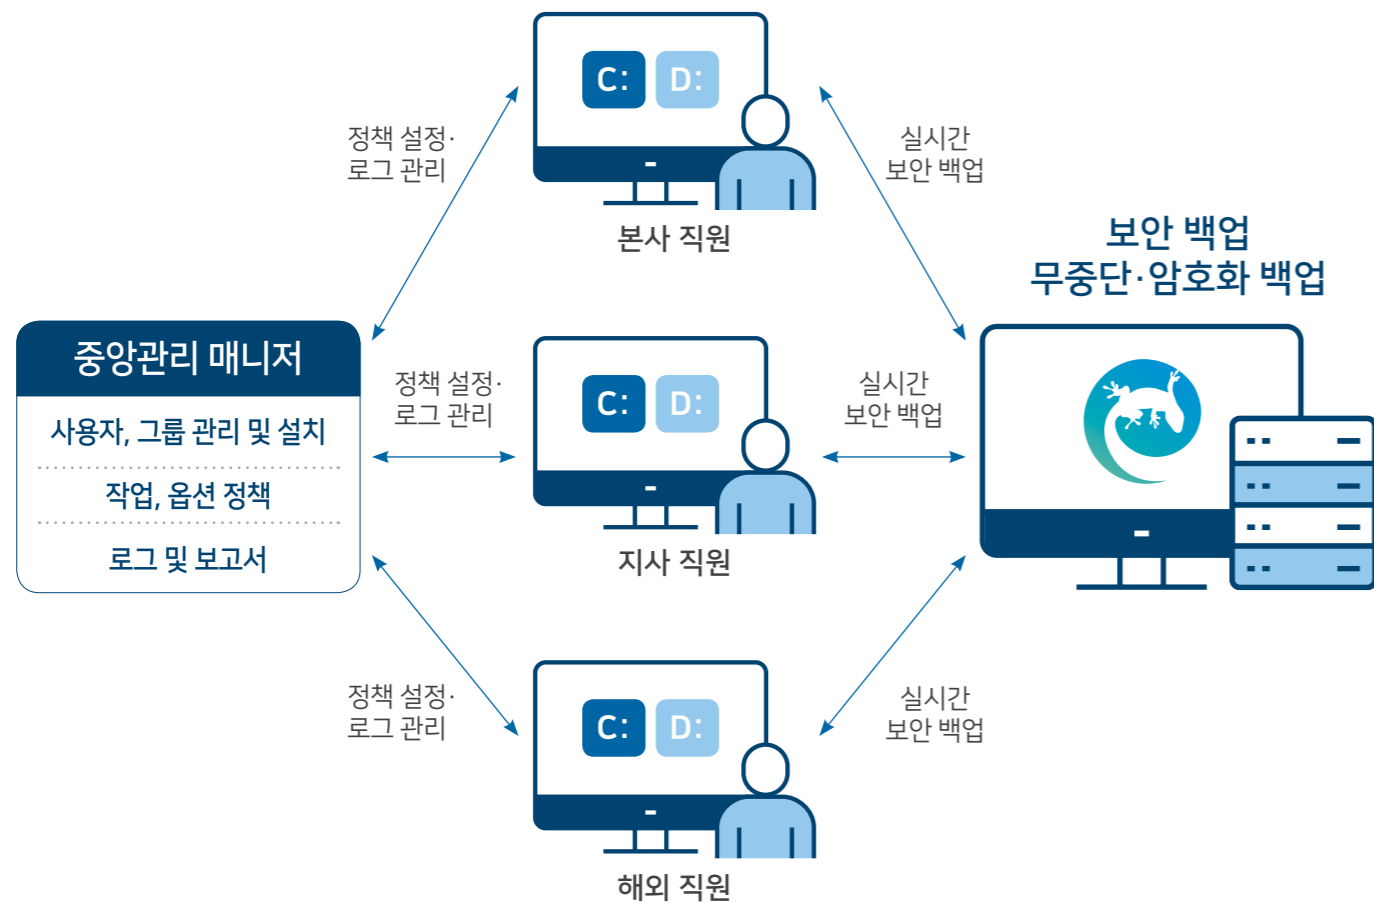 C: D:
정책 설정·
로그 관리
실시간
보안 백업
본사 직원
보안 백업
무중단·암호화 백업
중앙관리 매니저
사용자, 그룹 관리 및 설치
작업, 옵션 정책
로그 및 보고서
정책 설정·
로그 관리
C: D:
실시간
보안 백업
지사 직원
정책 설정·
로그 관리
C: D:
실시간
보안 백업
해외 직원